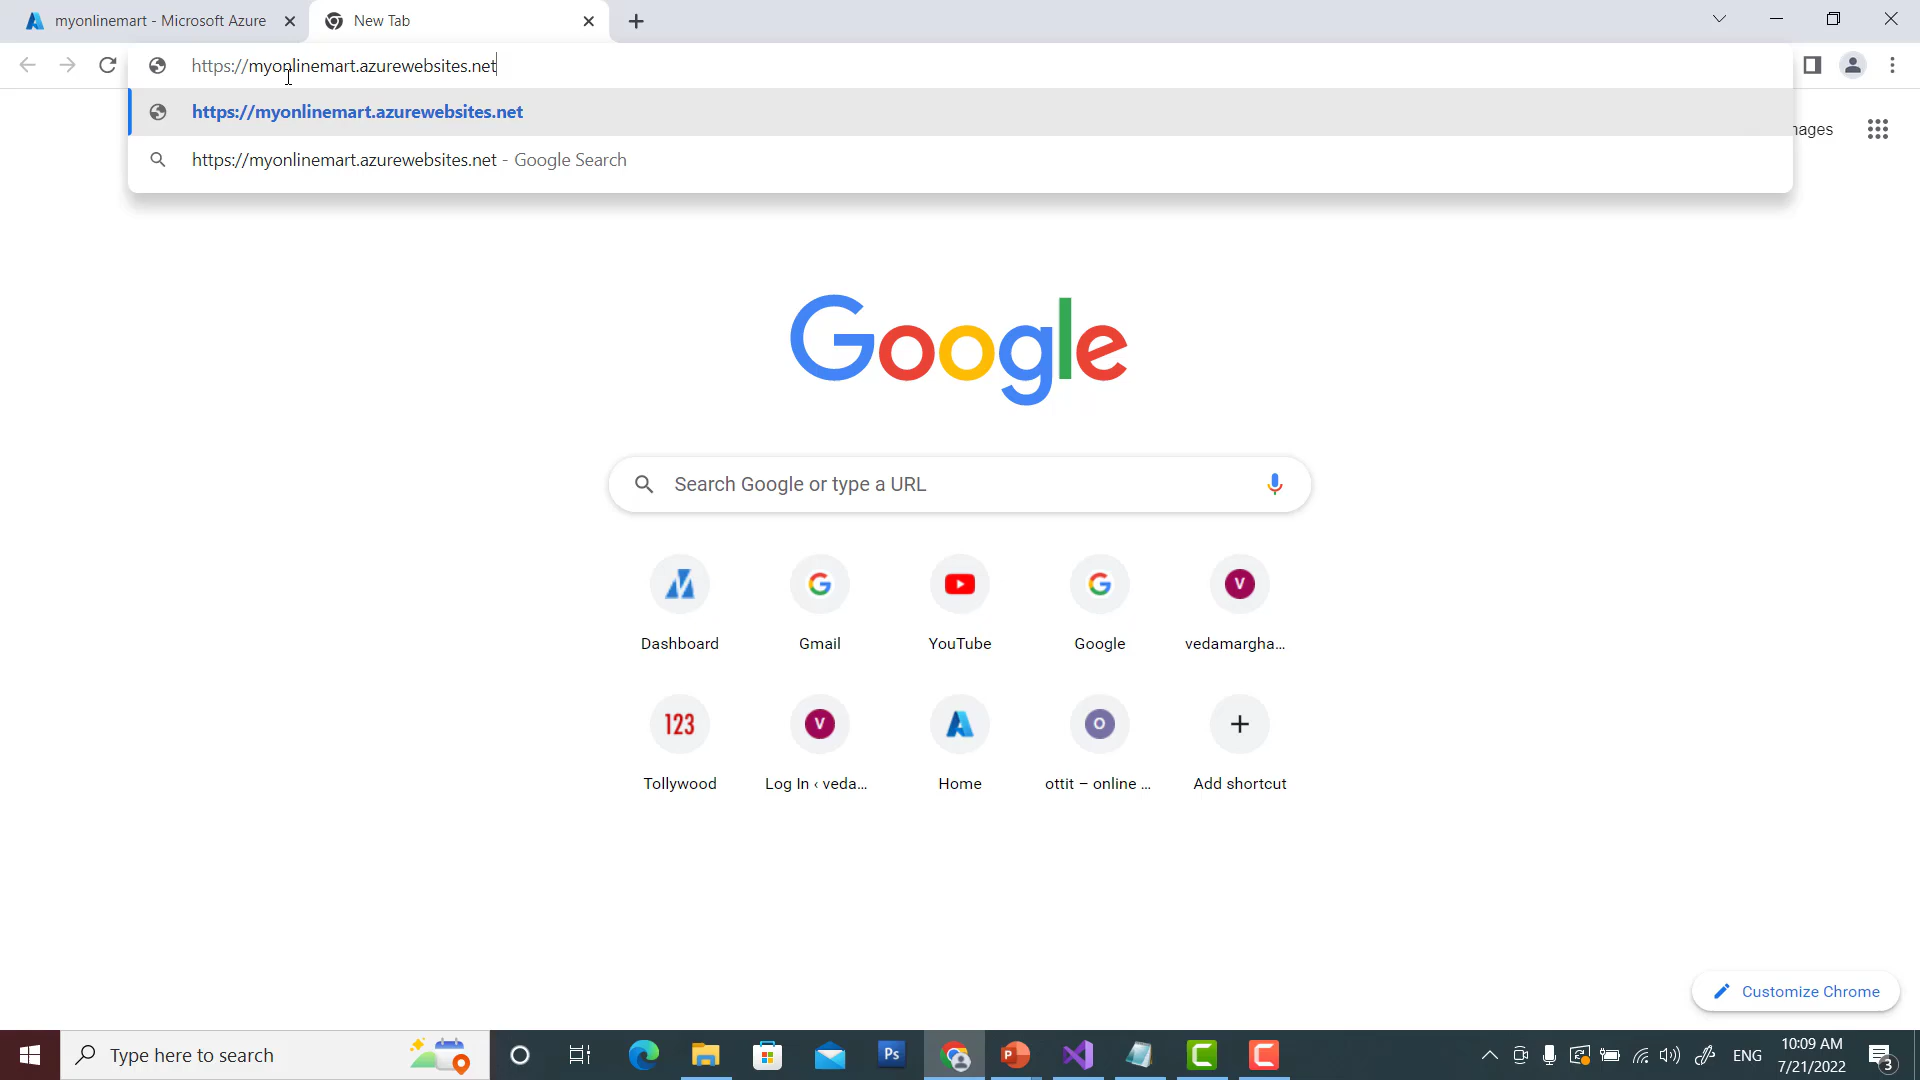 myonlinemart - Microsoft Azure
New Tab
https://myonlinemart.azurewebsites.net
https://myonlinemart.azurewebsites.net
https://myonlinemart.azurewebsites.net - Google Search
nages
Google
Search Google or type a URL
V
Dashboard
Gmail
YouTube
Google
vedamargha...
123
V
O
Tollywood
Log In ‹ veda...
Home
ottit – online ...
Add shortcut
Customize Chrome
Type here to search
Ps
P
C
C
ENG
10:09 AM
7/21/2022
3